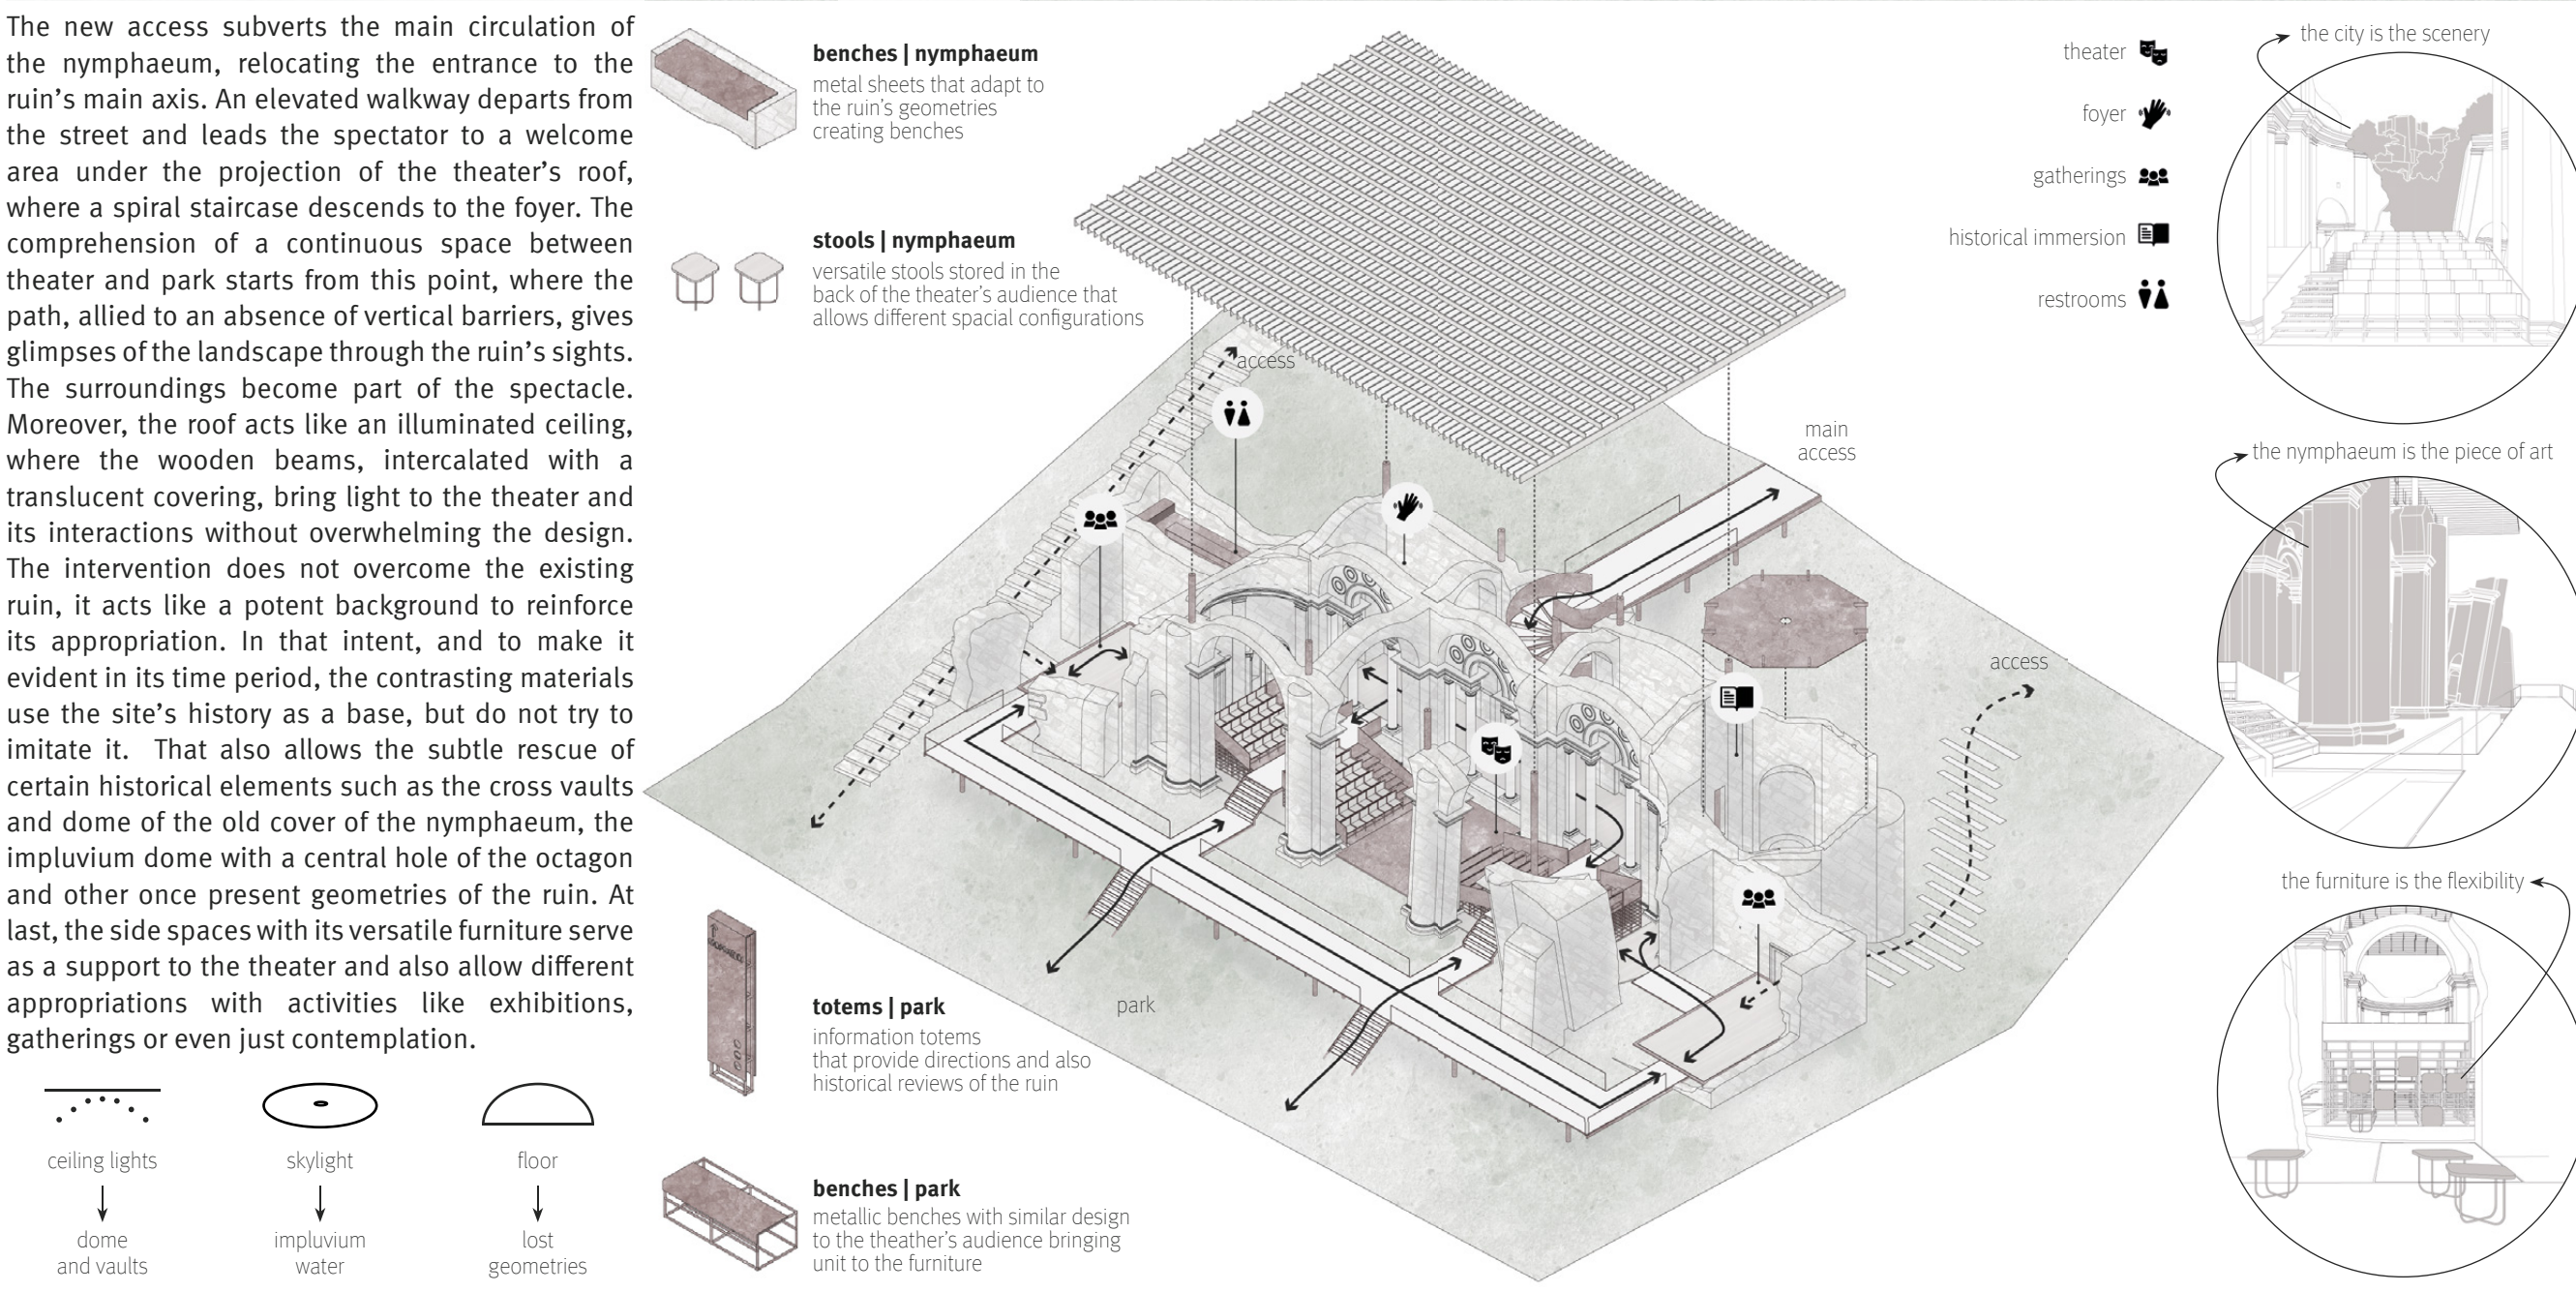 The new access subverts the main circulation of
the nymphaeum, relocating the entrance to the
ruin’s main axis. An elevated walkway departs from
the street and leads the spectator to a welcome
area under the projection of the theater’s roof,
where a spiral staircase descends to the foyer. The
comprehension of a continuous space between
theater and park starts from this point, where the
path, allied to an absence of vertical barriers, gives
glimpses of the landscape through the ruin’s sights.
The surroundings become part of the spectacle.
Moreover, the roof acts like an illuminated ceiling,
where the wooden beams, intercalated with a
translucent covering, bring light to the theater and
its interactions without overwhelming the design.
The intervention does not overcome the existing
ruin, it acts like a potent background to reinforce
its appropriation. In that intent, and to make it
evident in its time period, the contrasting materials
use the site’s history as a base, but do not try to
imitate it. That also allows the subtle rescue of
certain historical elements such as the cross vaults
and dome of the old cover of the nymphaeum, the
impluvium dome with a central hole of the octagon
and other once present geometries of the ruin. At
last, the side spaces with its versatile furniture serve
as a support to the theater and also allow different
appropriations with activities like exhibitions,
gatherings or even just contemplation.
ceiling lights
dome
and vaults
skylight
impluvium
water
floor
lost
geometries
benches | nymphaeum
metal sheets that adapt to
the ruin’s geometries
creating benches
stools | nymphaeum
versatile stools stored in the
back of the theater’s audience that
allows different spacial configurations
totems | park
information totems
that provide directions and also
historical reviews of the ruin
benches | park
metallic benches with similar design
to the theather’s audience bringing
unit to the furniture
access
main
access
access
park
theater
foyer
gatherings
historical immersion
restrooms
the city is the scenery
the nymphaeum is the piece of art
the furniture is the flexibility